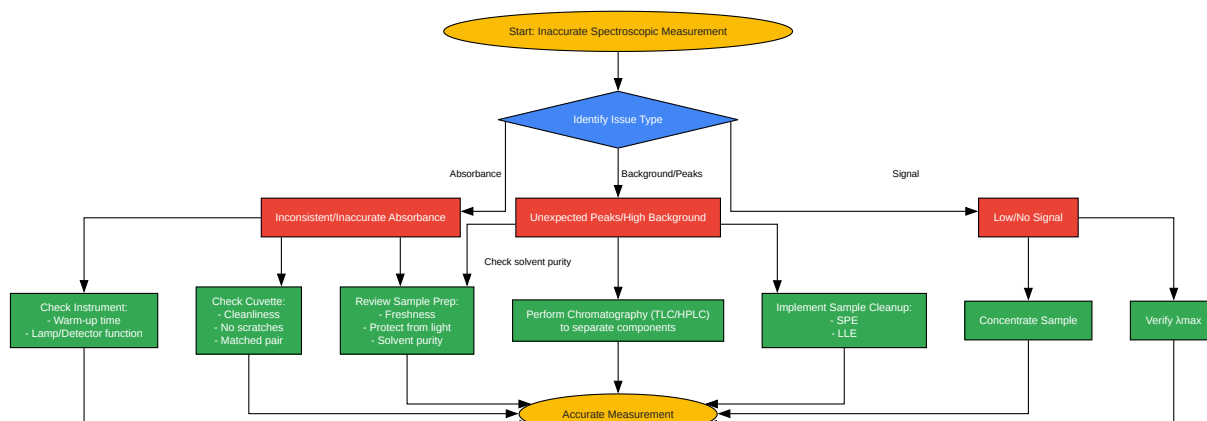 Start: Inaccurate Spectroscopic Measurement
Identify Issue Type
Absorbance
Background/Peaks
Signal
Inconsistent/Inaccurate Absorbance
Unexpected Peaks/High Background
Low/No Signal
Check solvent purity
Check Instrument:
- Warm-up time
- Lamp/Detector function
Check Cuvette:
- Cleanliness
- No scratches
- Matched pair
Review Sample Prep:
- Freshness
- Protect from light
- Solvent purity
Perform Chromatography (TLC/HPLC)
to separate components
Implement Sample Cleanup:
- SPE
- LLE
Concentrate Sample
Verify λmax
Accurate Measurement